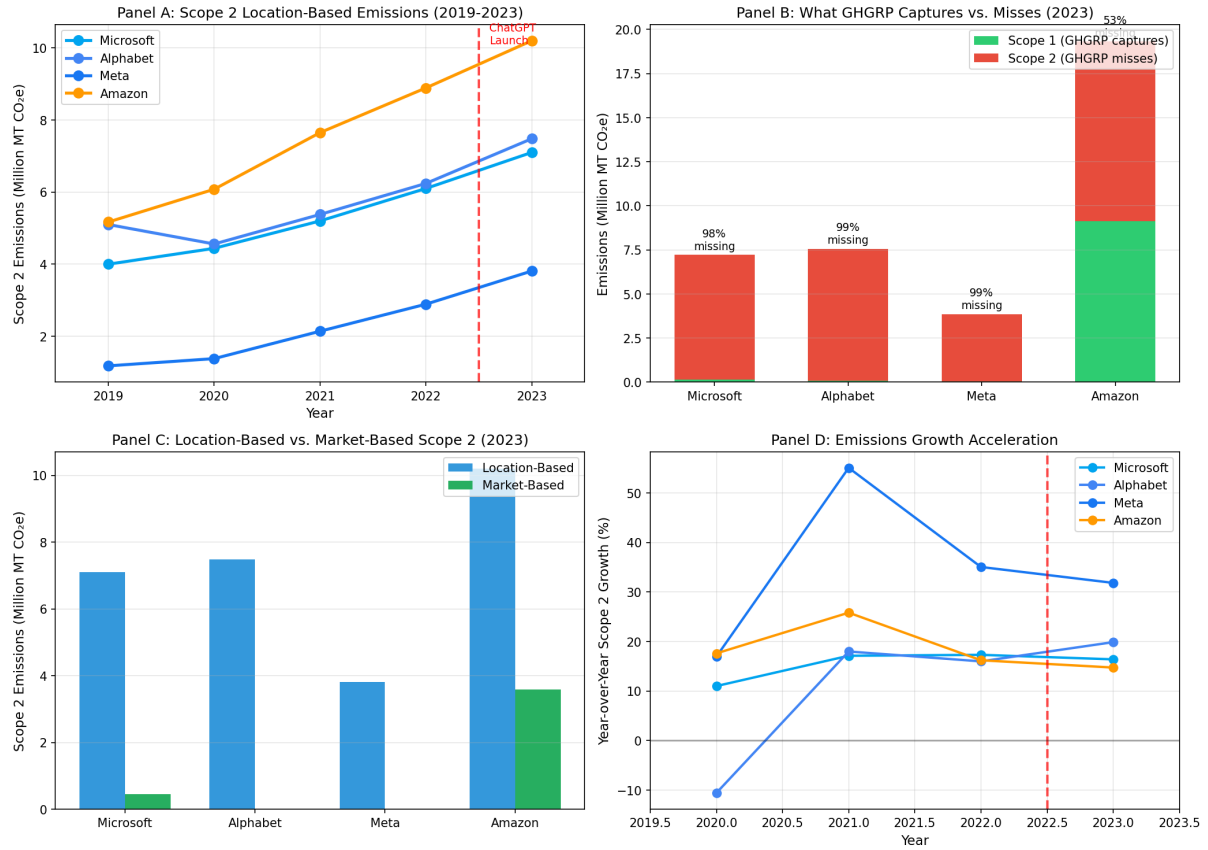 Panel A: Scope 2 Location-Based Emissions (2019-2023)
ChatGPT
Launch
Microsoft
Alphabet
Meta
Amazon
Scope 2 Emissions (Million MT CO₂e)
10
8
6
4
2
2019
2020
2021
2022
2023
Year
Panel B: What GHGRP Captures vs. Misses (2023)
53%
missing
Scope 1 (GHGRP captures)
Scope 2 (GHGRP misses)
Emissions (Million MT CO₂e)
20.0
17.5
15.0
12.5
10.0
7.5
5.0
2.5
0.0
98%
missing
99%
missing
99%
missing
Microsoft
Alphabet
Meta
Amazon
Panel C: Location-Based vs. Market-Based Scope 2 (2023)
Location-Based
Market-Based
Scope 2 Emissions (Million MT CO₂e)
10
8
6
4
2
0
Microsoft
Alphabet
Meta
Amazon
Panel D: Emissions Growth Acceleration
Microsoft
Alphabet
Meta
Amazon
Year-over-Year Scope 2 Growth (%)
50
40
30
20
10
0
−10
2019.5
2020.0
2020.5
2021.0
2021.5
2022.0
2022.5
2023.0
2023.5
Year